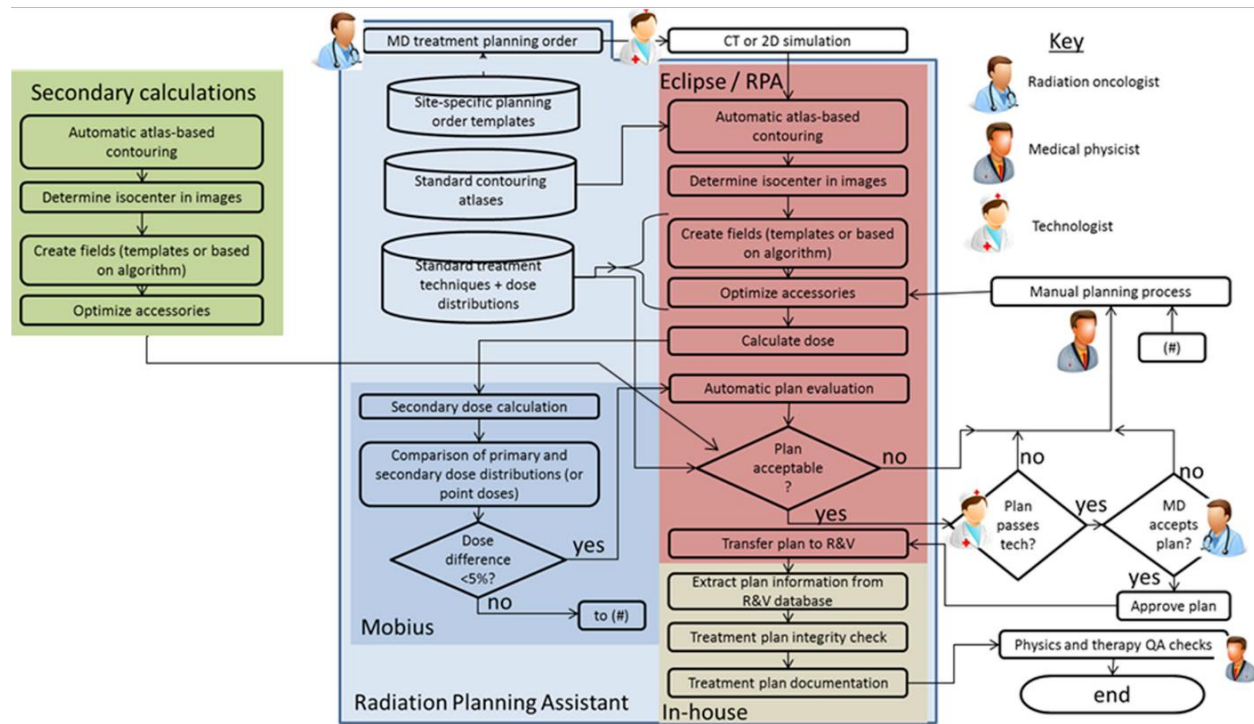 MD treatment planning order
CT or 2D simulation
Key
Radiation oncologist
Medical physicist
Technologist
Secondary calculations
Automatic atlas-based
contouring
Determine isocenter in images
Create fields (templates or based
on algorithm)
Optimize accessories
Site-specific planning
order templates
Standard contouring
atlases
Standard treatment
techniques + dose
distributions
Eclipse / RPA
Automatic atlas-based
contouring
Determine isocenter in images
Create fields (templates or based
on algorithm)
Optimize accessories
Calculate dose
Automatic plan evaluation
Plan
acceptable
?
no
yes
Transfer plan to R&V
Manual planning process
(#)
Secondary dose calculation
Comparison of primary and
secondary dose distributions (or
point doses)
Dose
difference
<5%?
yes
no
to (#)
Mobius
Radiation Planning Assistant
no
Plan
passes
tech?
yes
no
MD
accepts
plan?
yes
Approve plan
Extract plan information from
R&V database
Treatment plan integrity check
Treatment plan documentation
In-house
Physics and therapy QA checks
end